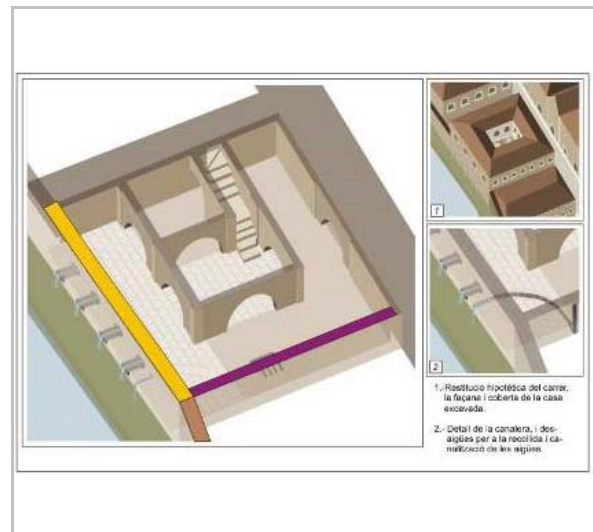 1
2
1.-Restitució hipotètica del carrer,
la façana i coberta de la casa
excavada.
2.- Detall de la canalera, i des-
aigües per a la recollida i ca-
nalització de les aigües.